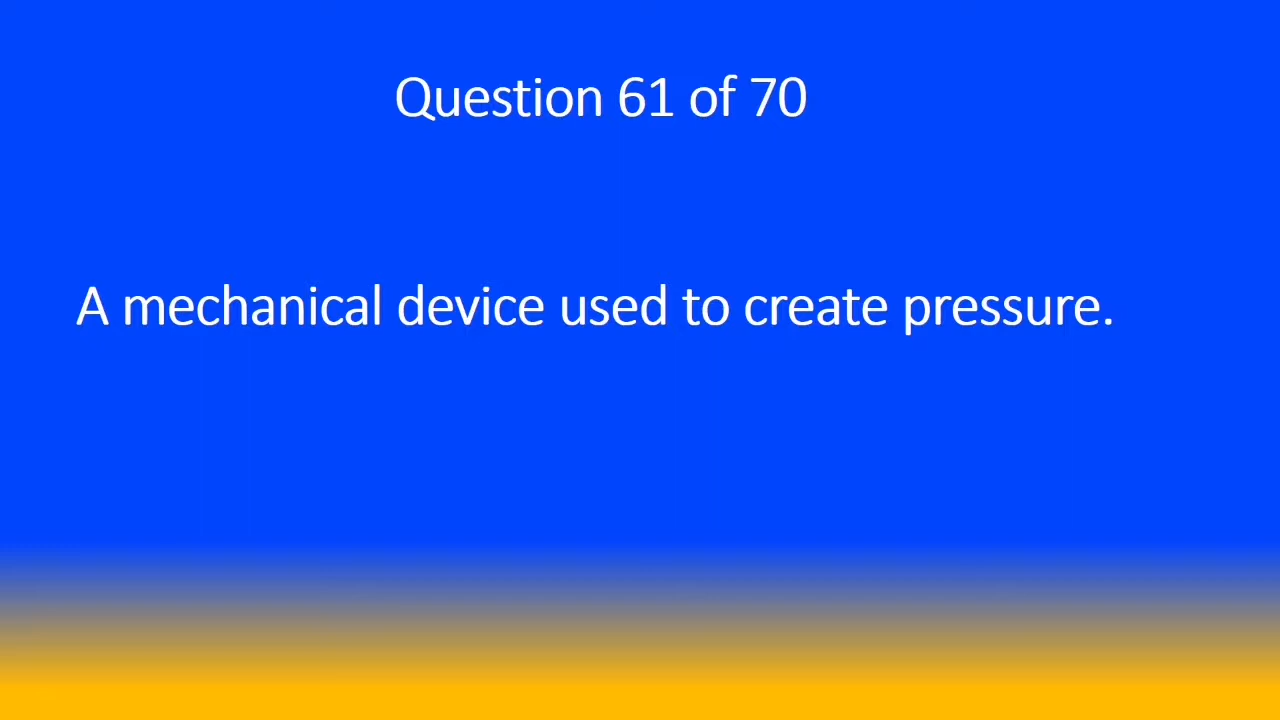 Question 61 of 70
A mechanical device used to create pressure.